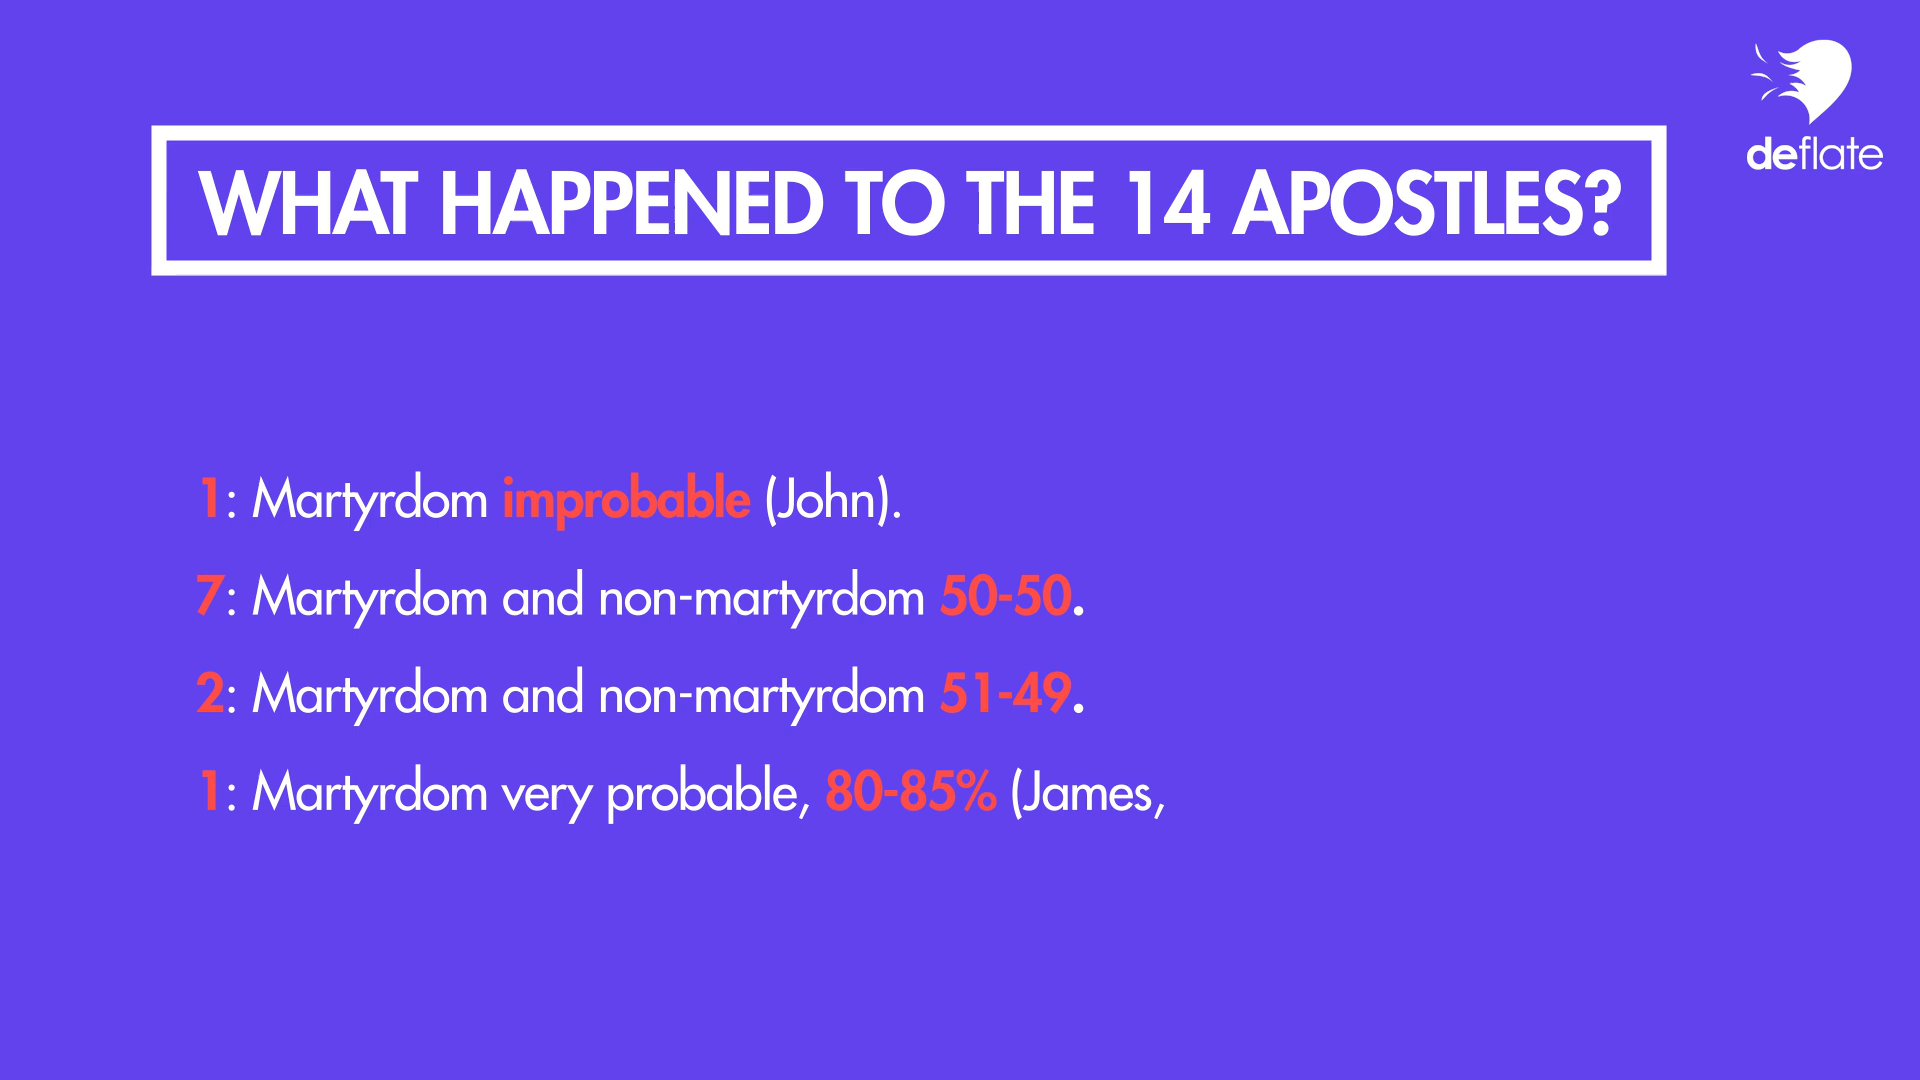 deflate
WHAT HAPPENED TO THE 14 APOSTLES?
1: Martyrdom improbable (John).
7: Martyrdom and non-martyrdom 50-50.
2: Martyrdom and non-martyrdom 51-49.
1: Martyrdom very probable, 80-85% (James,